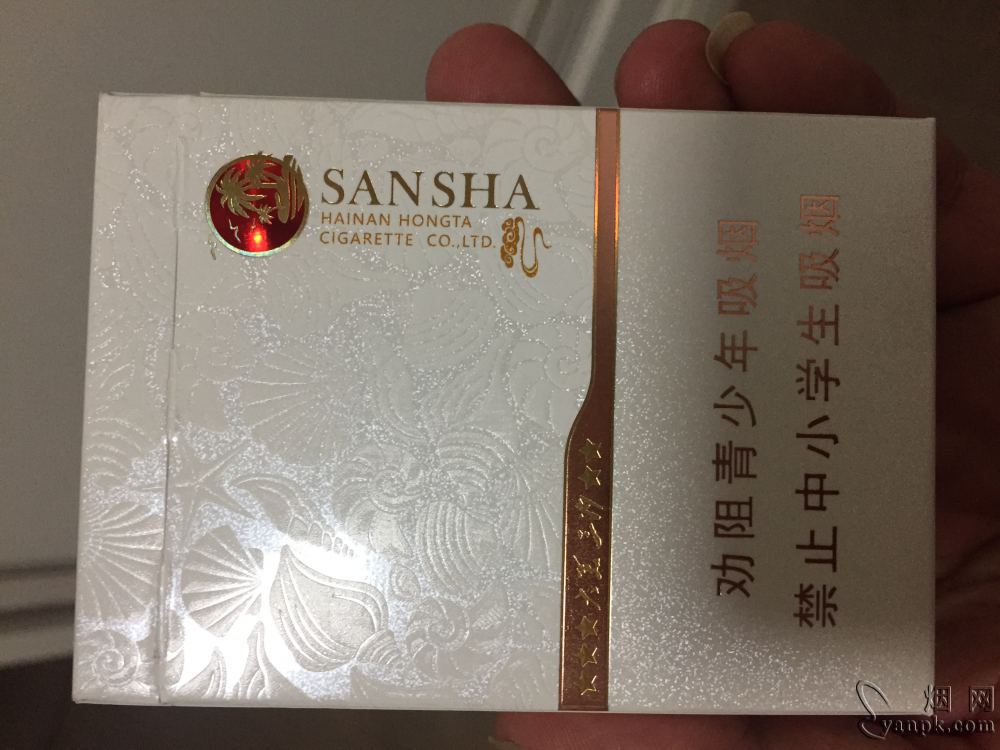 SANSHA
HAINAN HONGTA
CIGARETTE CO.,LTD.
劝阻青少年吸烟
禁止中小学生吸烟
烟网
yanpk.com